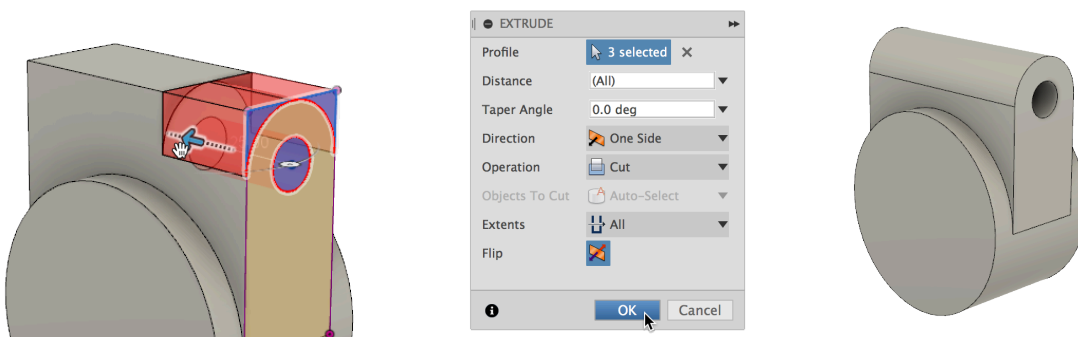 EXTRUDE
Profile 3 selected
Distance (All)
Taper Angle 0.0 deg
Direction One Side
Operation Cut
Objects To Cut Auto-Select
Extents All
Flip
OK Cancel